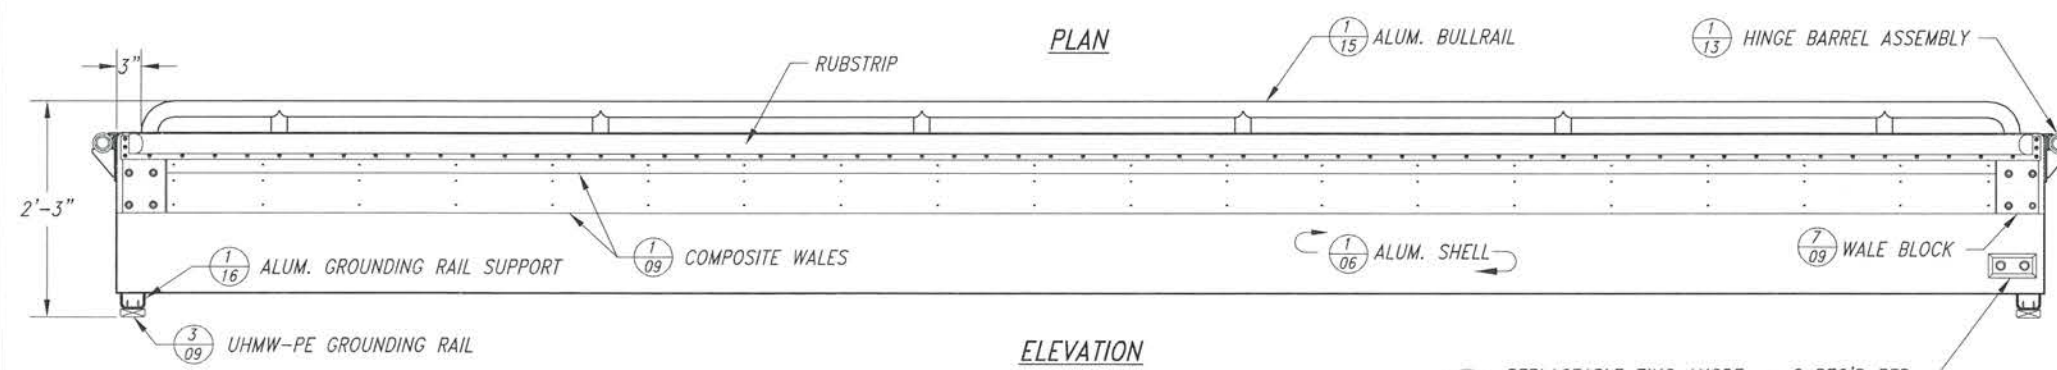 PLAN
1
15 ALUM. BULLRAIL
1
13 HINGE BARREL ASSEMBLY
3"
RUBSTRIP
2'-3"
1
16 ALUM. GROUNDING RAIL SUPPORT
1
09 COMPOSITE WALES
1
06 ALUM. SHELL
7
09 WALE BLOCK
3
09 UHMW-PE GROUNDING RAIL
ELEVATION